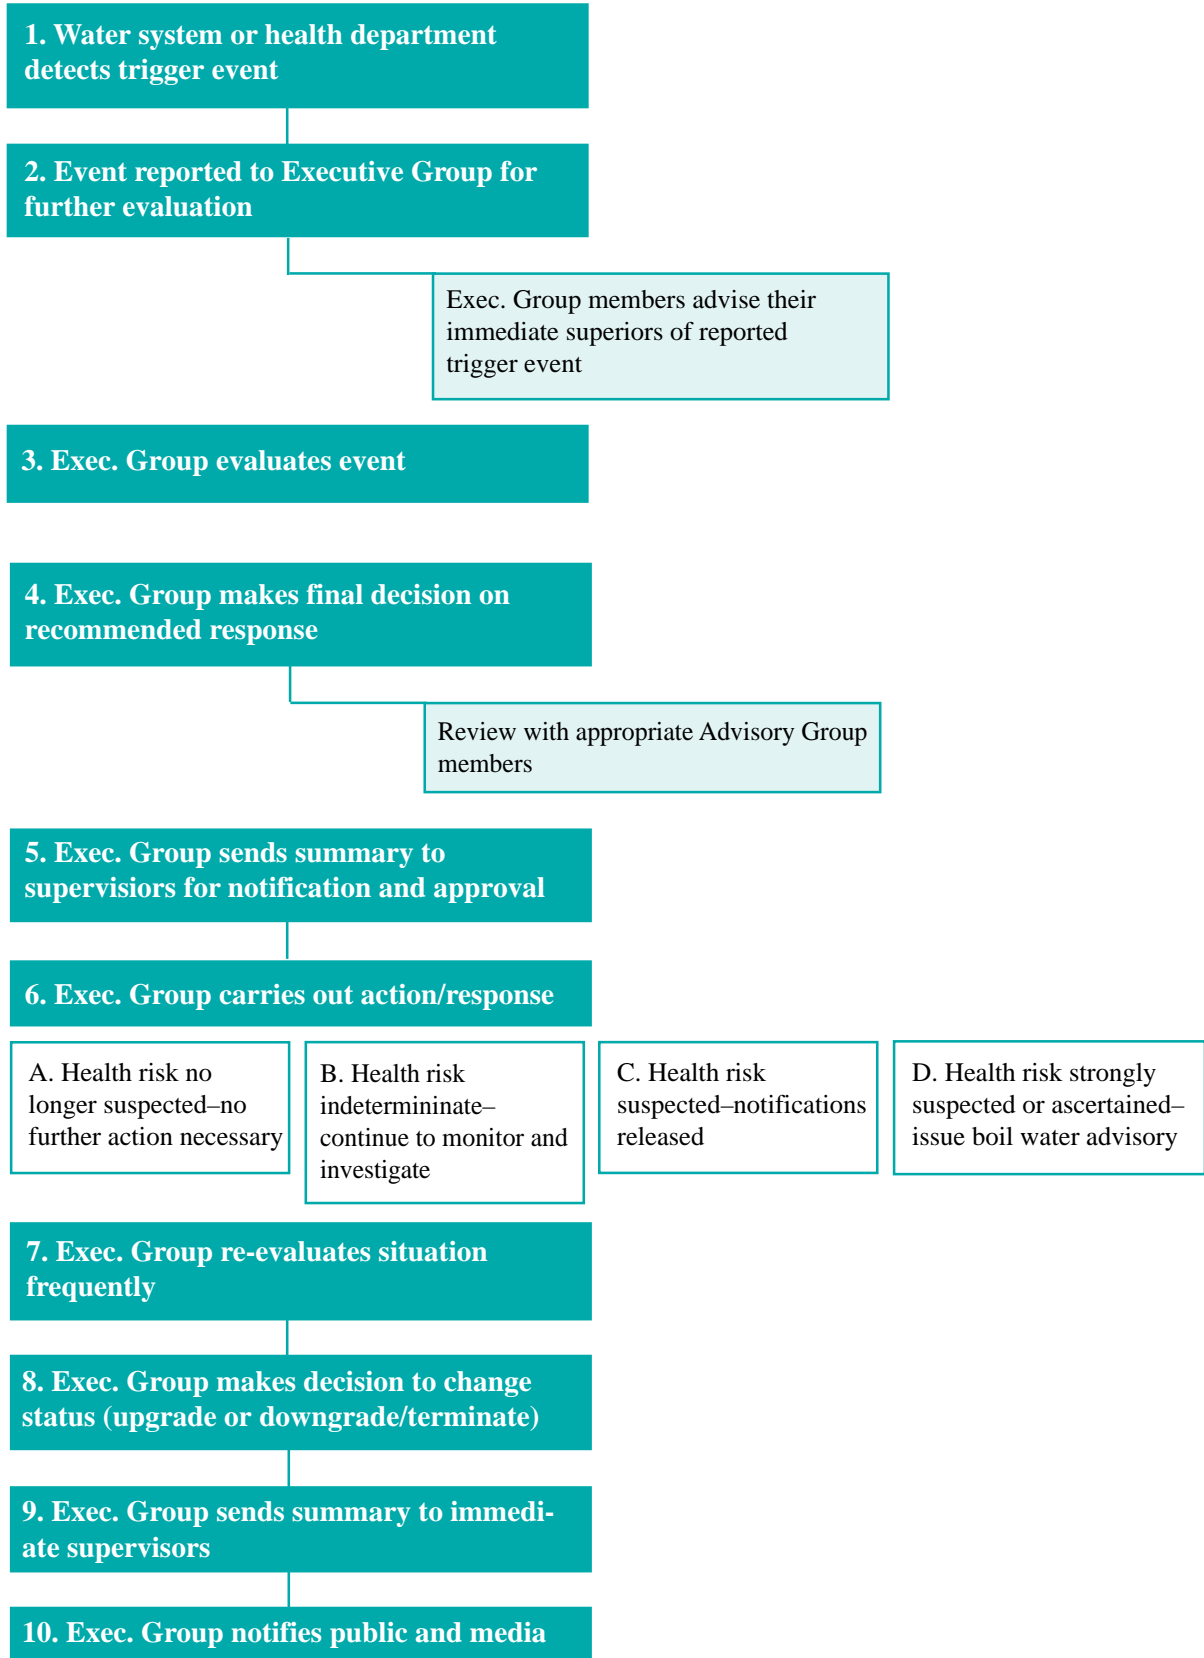 1. Water system or health department
detects trigger event
2. Event reported to Executive Group for
further evaluation
Exec. Group members advise their
immediate superiors of reported
trigger event
3. Exec. Group evaluates event
4. Exec. Group makes final decision on
recommended response
Review with appropriate Advisory Group
members
5. Exec. Group sends summary to
supervisiors for notification and approval
6. Exec. Group carries out action/response
A. Health risk no
longer suspected–no
further action necessary
B. Health risk
indetermininate–
continue to monitor and
investigate
C. Health risk
suspected–notifications
released
D. Health risk strongly
suspected or ascertained–
issue boil water advisory
7. Exec. Group re-evaluates situation
frequently
8. Exec. Group makes decision to change
status (upgrade or downgrade/terminate)
9. Exec. Group sends summary to immedi-
ate supervisors
10. Exec. Group notifies public and media